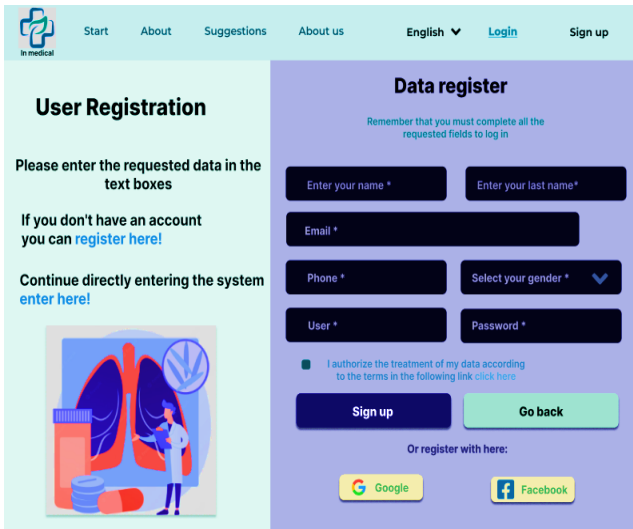 Start About Suggestions About us English Login Sign up
In medical
User Registration
Please enter the requested data in the
text boxes
If you don't have an account
you can register here!
Continue directly entering the system
enter here!
Data register
Remember that you must complete all the
requested fields to log in
Enter your name * Enter your last name*
Email *
Phone * Select your gender *
User * Password *
I authorize the treatment of my data according
to the terms in the following link click here
Sign up Go back
Or register with here:
Google Facebook